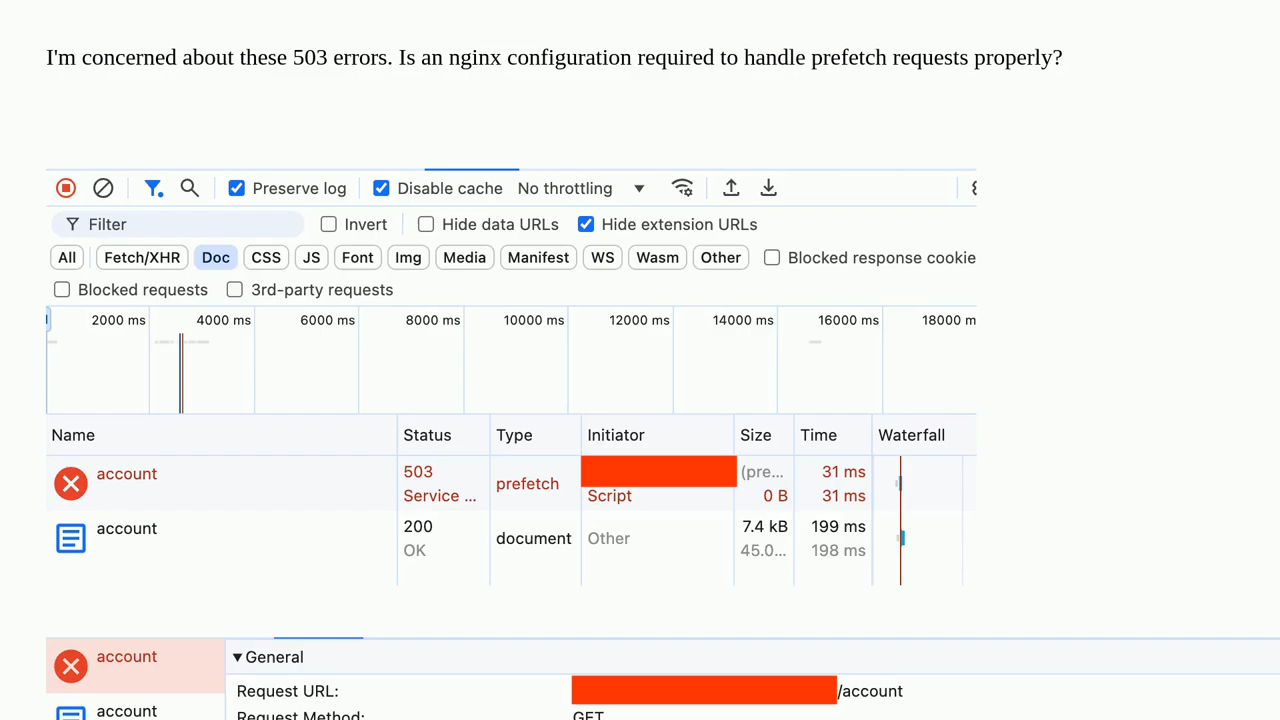 I'm concerned about these 503 errors. Is an nginx configuration required to handle prefetch requests properly?
Preserve log Disable cache No throttling
Filter Invert Hide data URLs Hide extension URLs
All Fetch/XHR Doc CSS JS Font Img Media Manifest WS Wasm Other Blocked response cookie
Blocked requests 3rd-party requests
2000 ms 4000 ms 6000 ms 8000 ms 10000 ms 12000 ms 14000 ms 16000 ms 18000 m
Name Status Type Initiator Size Time Waterfall
account 503 prefetch (pre... 31 ms
Service ... Script 0 B 31 ms
account 200 document Other 7.4 kB 199 ms
OK 45.0... 198 ms
account General
Request URL: /account
account Request Method: GET